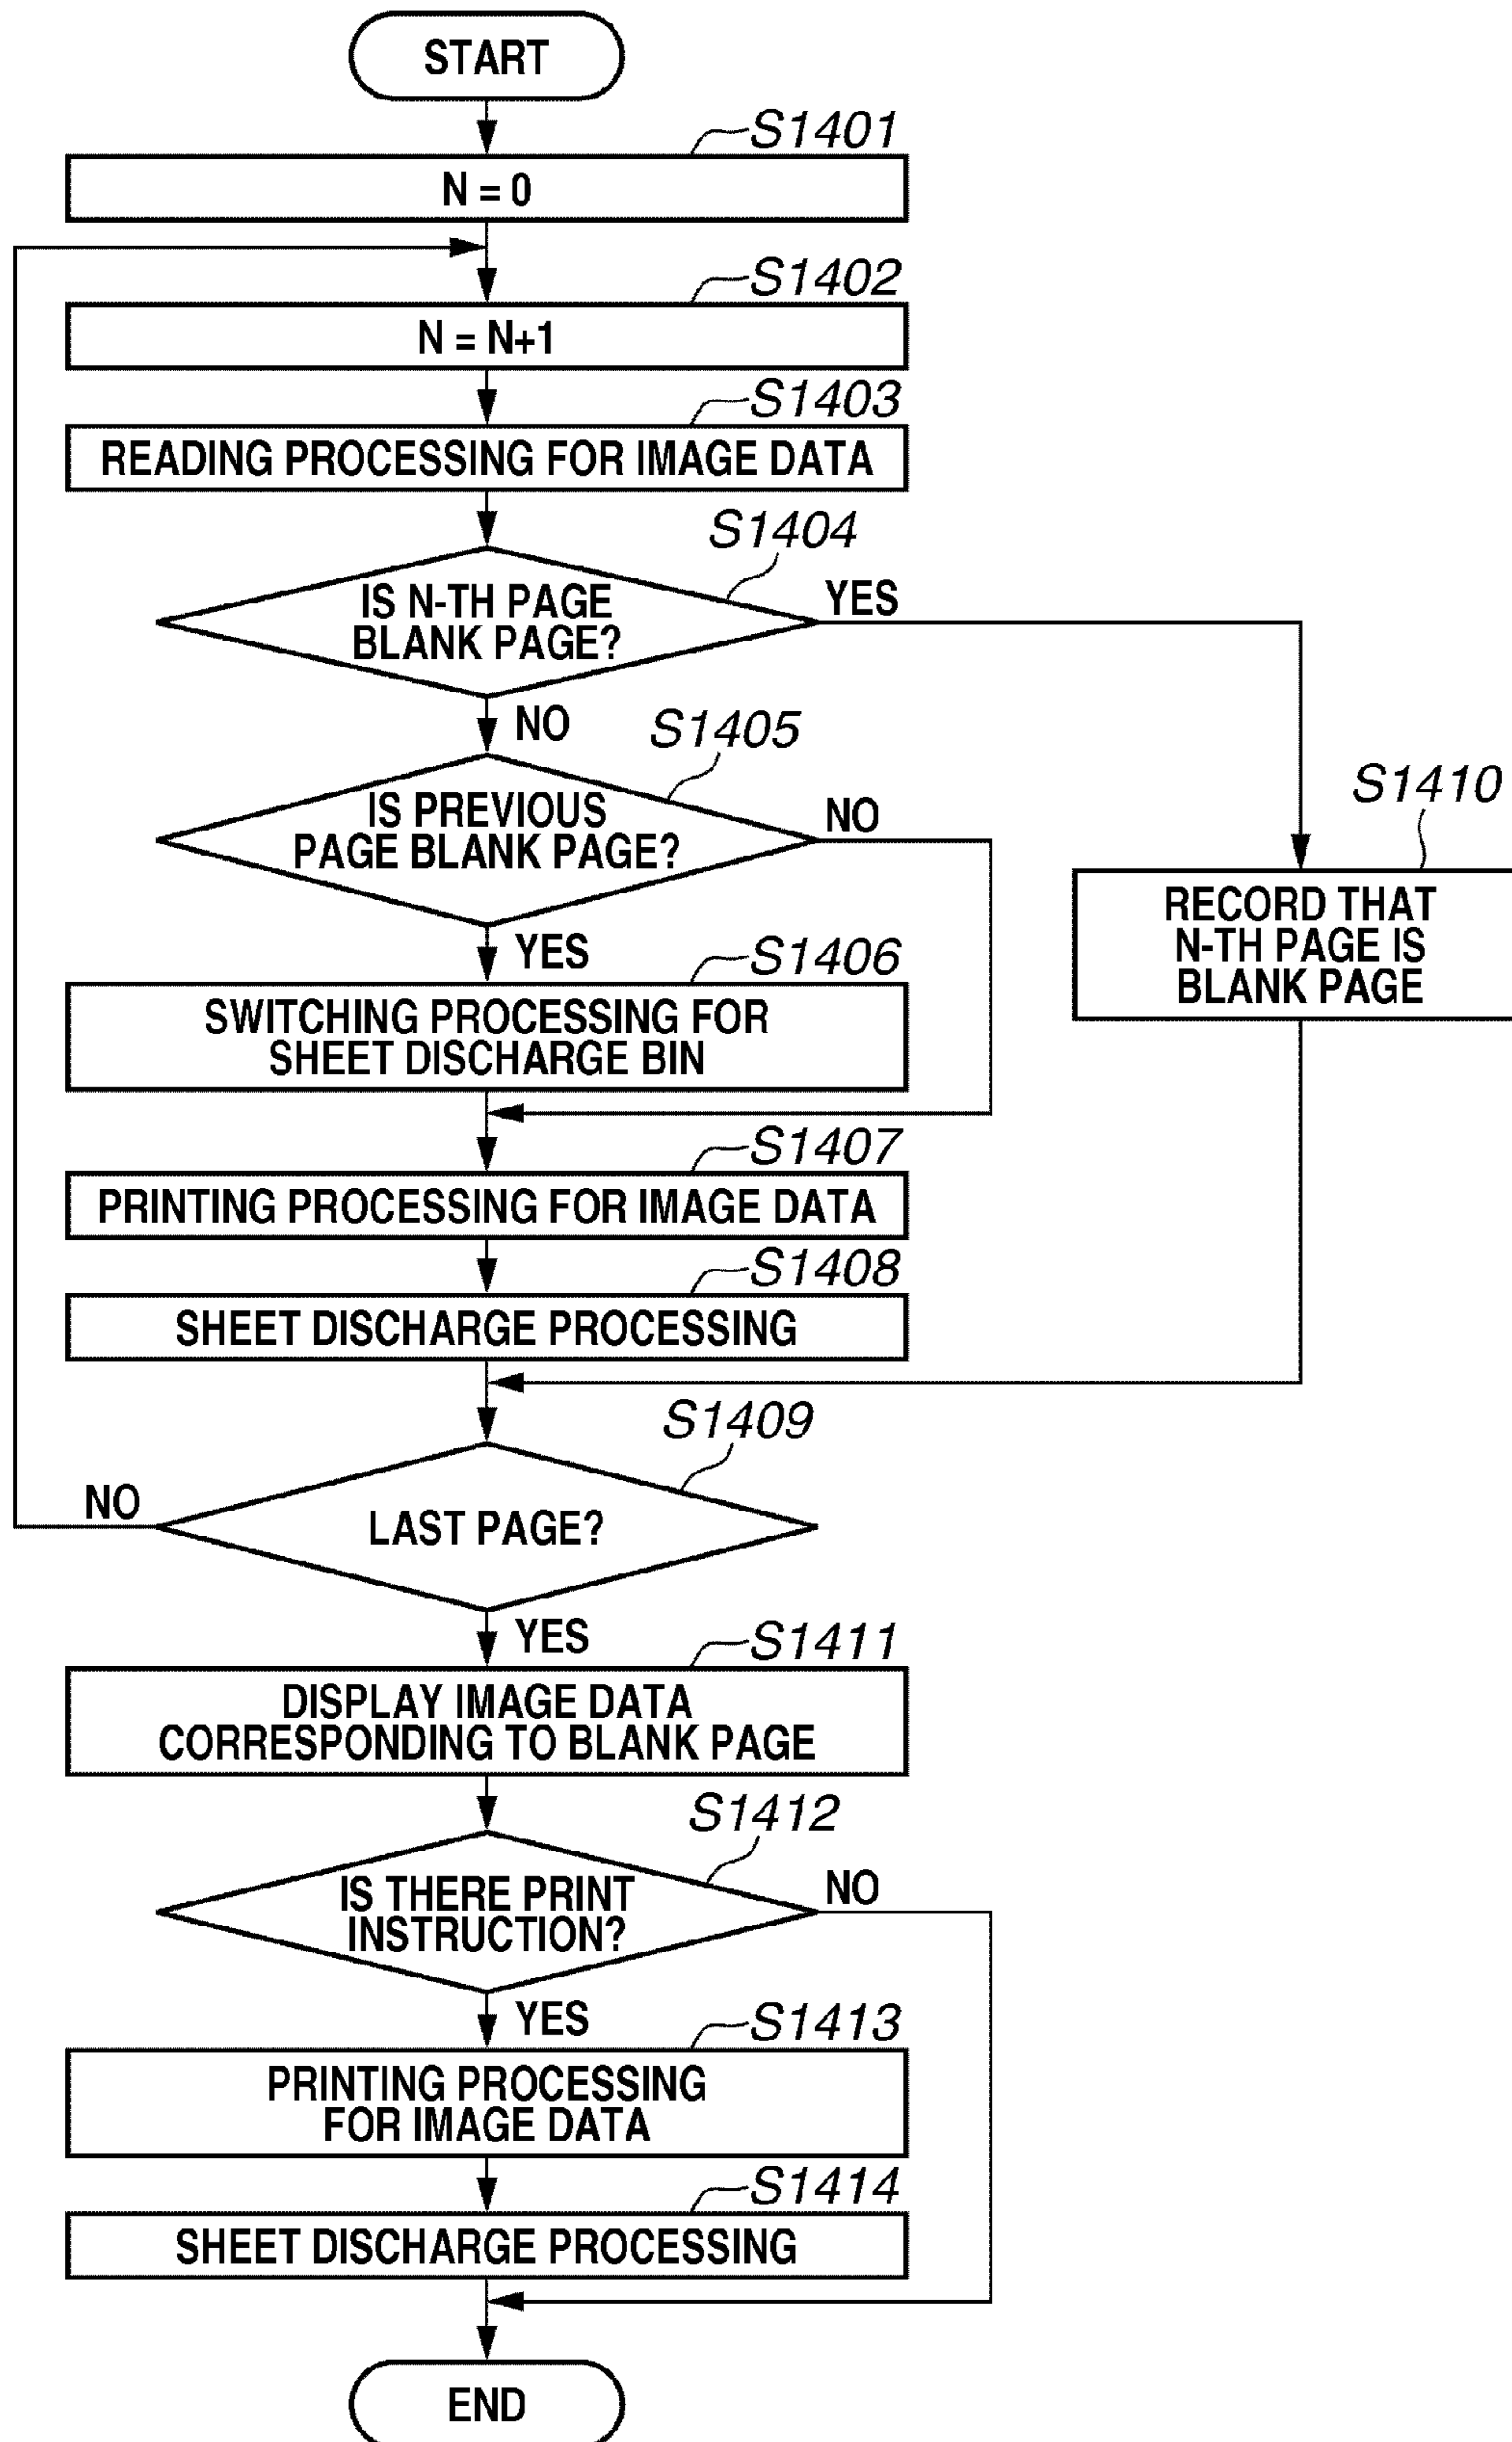 START
S1401
N = 0
S1402
N = N+1
S1403
READING PROCESSING FOR IMAGE DATA
S1404
IS N-TH PAGE
BLANK PAGE?
YES
NO
S1405
IS PREVIOUS
PAGE BLANK PAGE?
NO
S1410
RECORD THAT
N-TH PAGE IS
BLANK PAGE
YES
S1406
SWITCHING PROCESSING FOR
SHEET DISCHARGE BIN
S1407
PRINTING PROCESSING FOR IMAGE DATA
S1408
SHEET DISCHARGE PROCESSING
S1409
NO
LAST PAGE?
YES
S1411
DISPLAY IMAGE DATA
CORRESPONDING TO BLANK PAGE
S1412
IS THERE PRINT
INSTRUCTION?
NO
YES
S1413
PRINTING PROCESSING
FOR IMAGE DATA
S1414
SHEET DISCHARGE PROCESSING
END